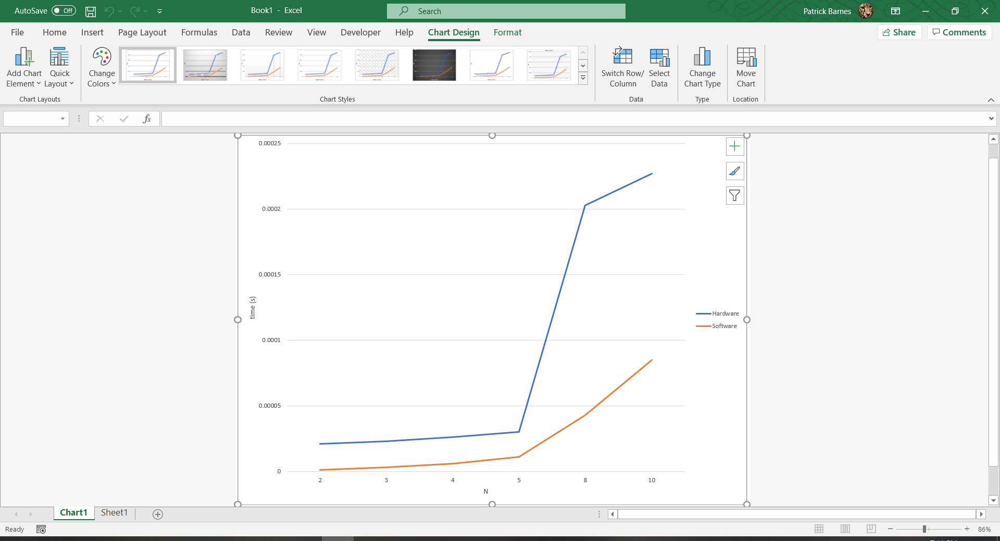 AutoSave Off Book1 - Excel Search Patrick Barnes
File Home Insert Page Layout Formulas Data Review View Developer Help Chart Design Format Share Comments
Add Chart Element Quick Layout Change Colors Switch Row/ Column Select Data Change Chart Type Move Chart
Chart Layouts Chart Styles Data Type Location
fx
0.00025
0.0002
0.00015
0.0001
0.00005
0
time (s)
Hardware
Software
2 3 4 5 8 10
N
Chart1 Sheet1
Ready 86%